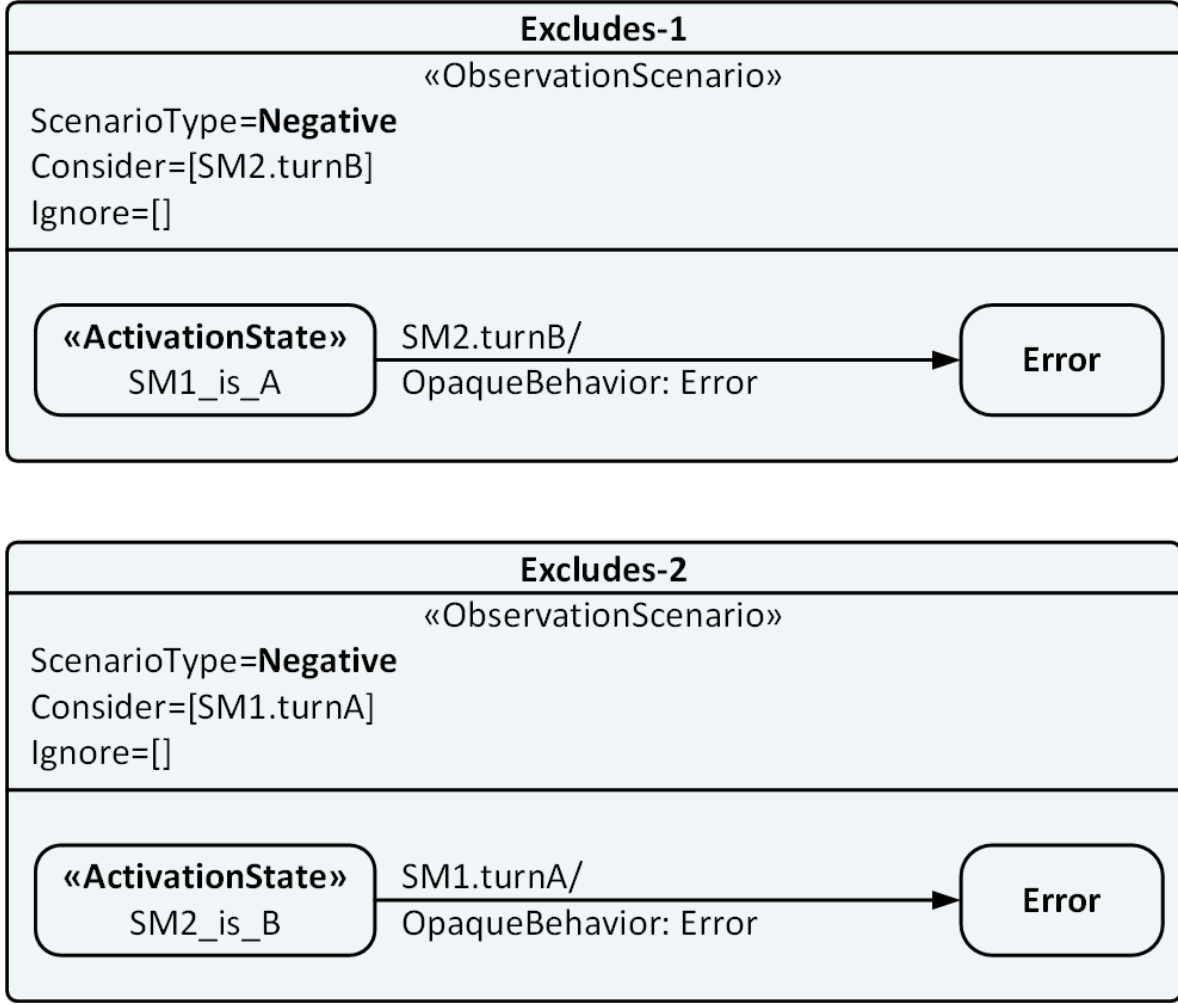 Excludes-1
«ObservationScenario»
ScenarioType=Negative
Consider=[SM2.turnB]
Ignore=[]
«ActivationState»
SM1_is_A
SM2.turnB/
OpaqueBehavior: Error
Error
Excludes-2
«ObservationScenario»
ScenarioType=Negative
Consider=[SM1.turnA]
Ignore=[]
«ActivationState»
SM2_is_B
SM1.turnA/
OpaqueBehavior: Error
Error